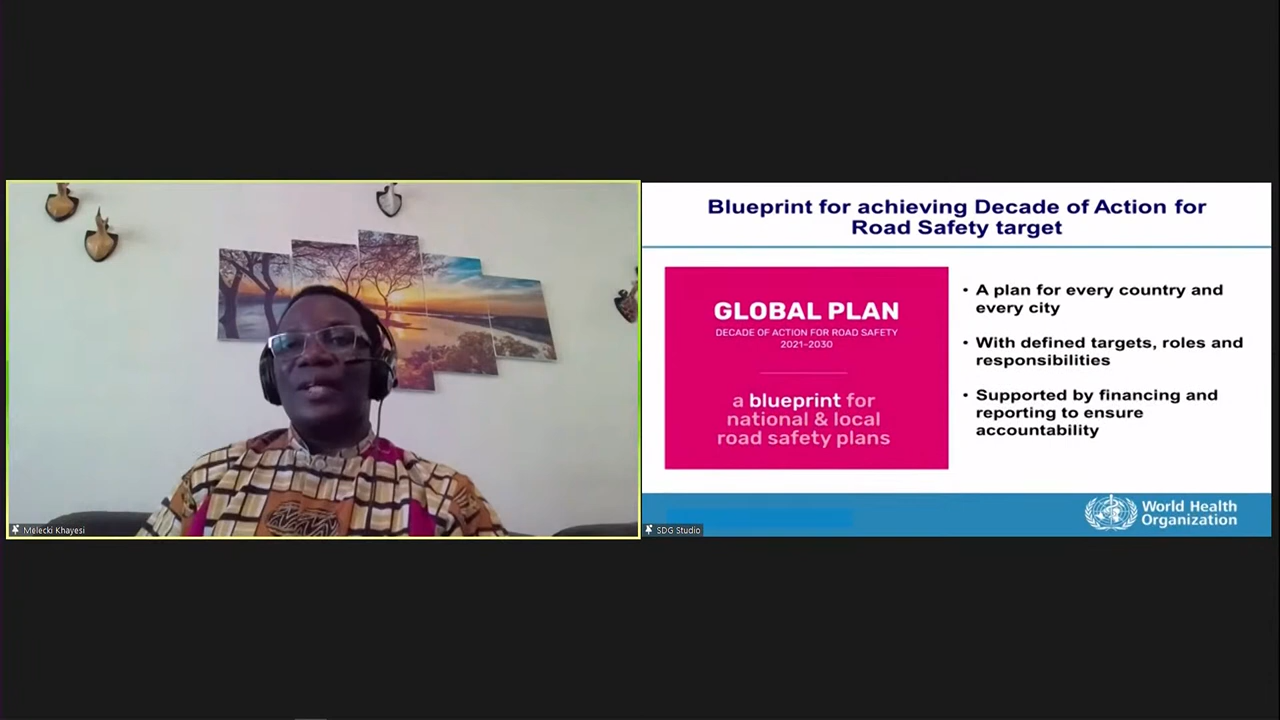 Melecki Khayesi
Blueprint for achieving Decade of Action for
Road Safety target
GLOBAL PLAN
DECADE OF ACTION FOR ROAD SAFETY
2021–2030
a blueprint for
national & local
road safety plans
• A plan for every country and
every city
• With defined targets, roles and
responsibilities
• Supported by financing and
reporting to ensure
accountability
World Health
Organization
SDG Studio